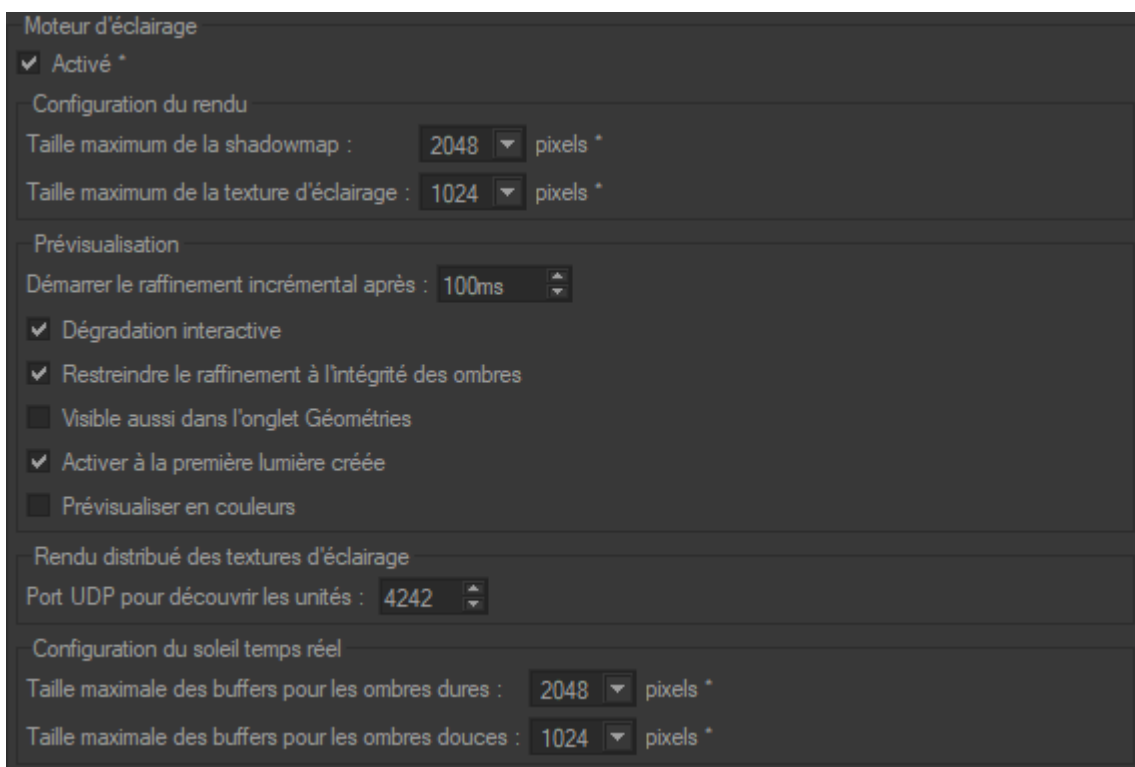 Moteur d'éclairage
Activé *
Configuration du rendu
Taille maximum de la shadowmap : 2048 pixels *
Taille maximum de la texture d'éclairage : 1024 pixels *
Prévisualisation
Démarrer le raffinement incrémental après : 100ms
Dégradation interactive
Restreindre le raffinement à l'intégrité des ombres
Visible aussi dans l'onglet Géométries
Activer à la première lumière créée
Prévisualiser en couleurs
Rendu distribué des textures d'éclairage
Port UDP pour découvrir les unités : 4242
Configuration du soleil temps réel
Taille maximale des buffers pour les ombres dures : 2048 pixels *
Taille maximale des buffers pour les ombres douces : 1024 pixels *